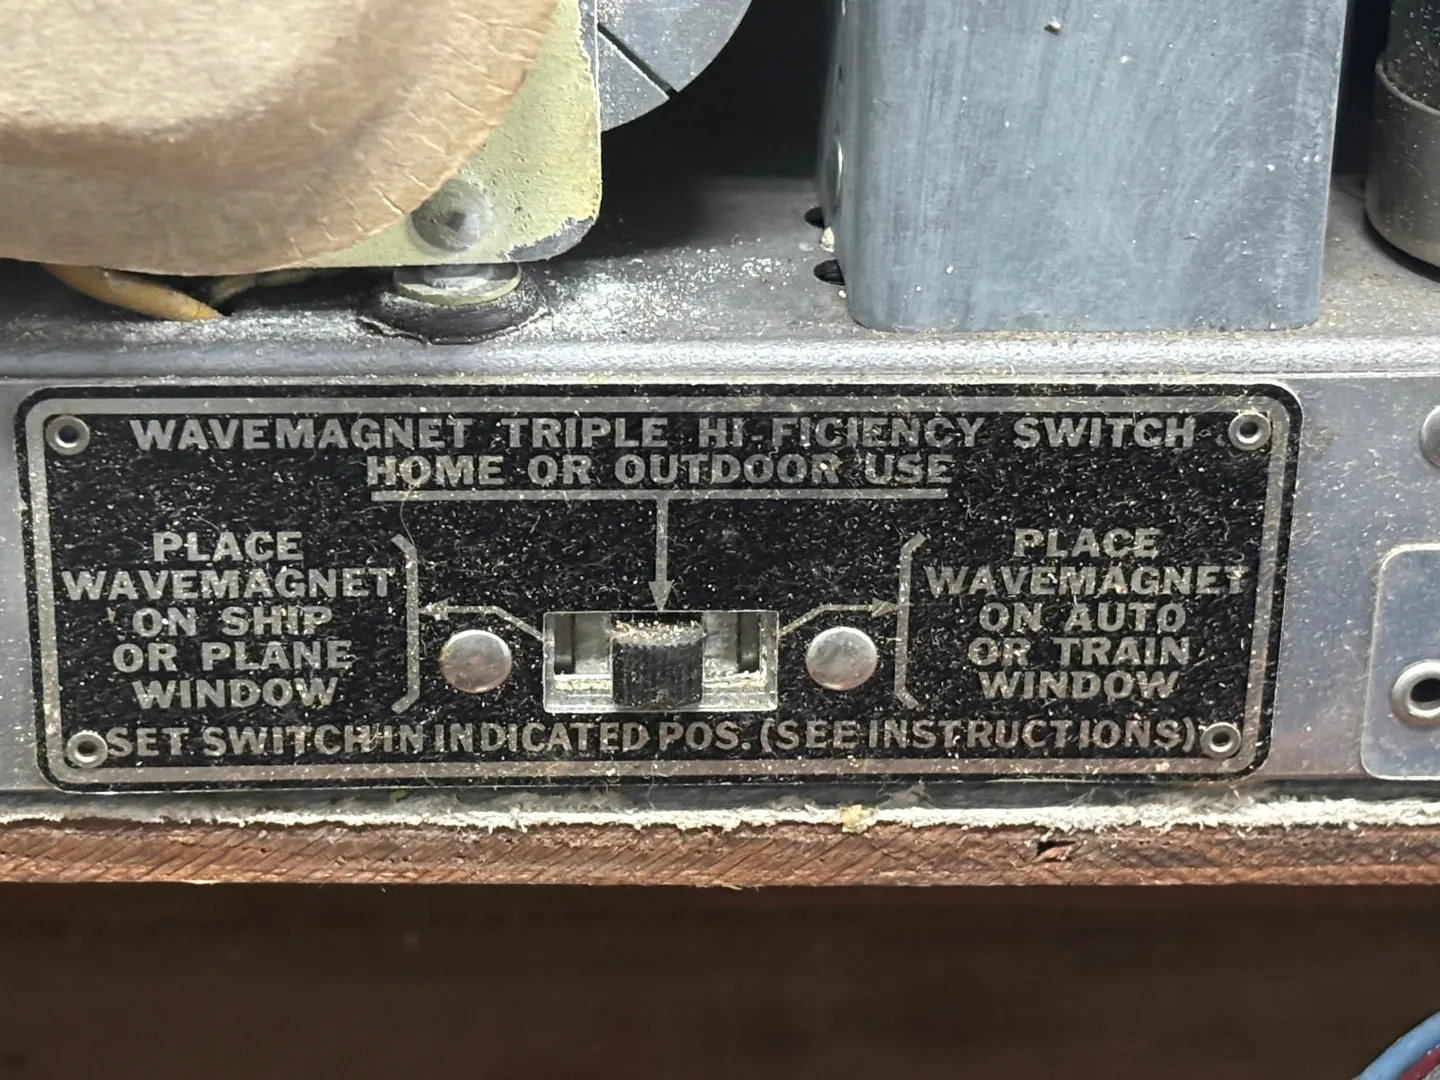 WAVEMAGNET TRIPLE HI-FICIENCY SWITCH
HOME OR OUTDOOR USE
PLACE
WAVEMAGNET
ON SHIP
OR PLANE
WINDOW
PLACE
WAVEMAGNET
ON AUTO
OR TRAIN
WINDOW
SET SWITCH IN INDICATED POS. (SEE INSTRUCTIONS)